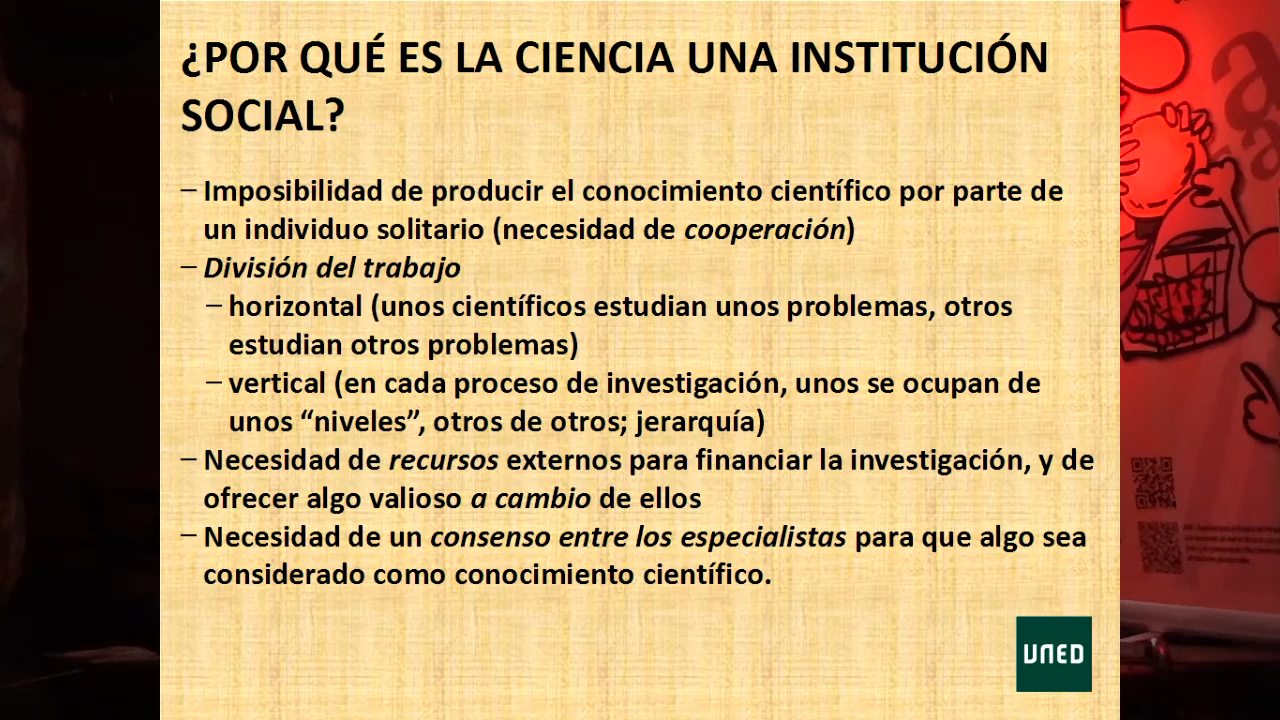 ¿POR QUÉ ES LA CIENCIA UNA INSTITUCIÓN
SOCIAL?
– Imposibilidad de producir el conocimiento científico por parte de
un individuo solitario (necesidad de cooperación)
– División del trabajo
– horizontal (unos científicos estudian unos problemas, otros
estudian otros problemas)
– vertical (en cada proceso de investigación, unos se ocupan de
unos “niveles”, otros de otros; jerarquía)
– Necesidad de recursos externos para financiar la investigación, y de
ofrecer algo valioso a cambio de ellos
– Necesidad de un consenso entre los especialistas para que algo sea
considerado como conocimiento científico.
UNED